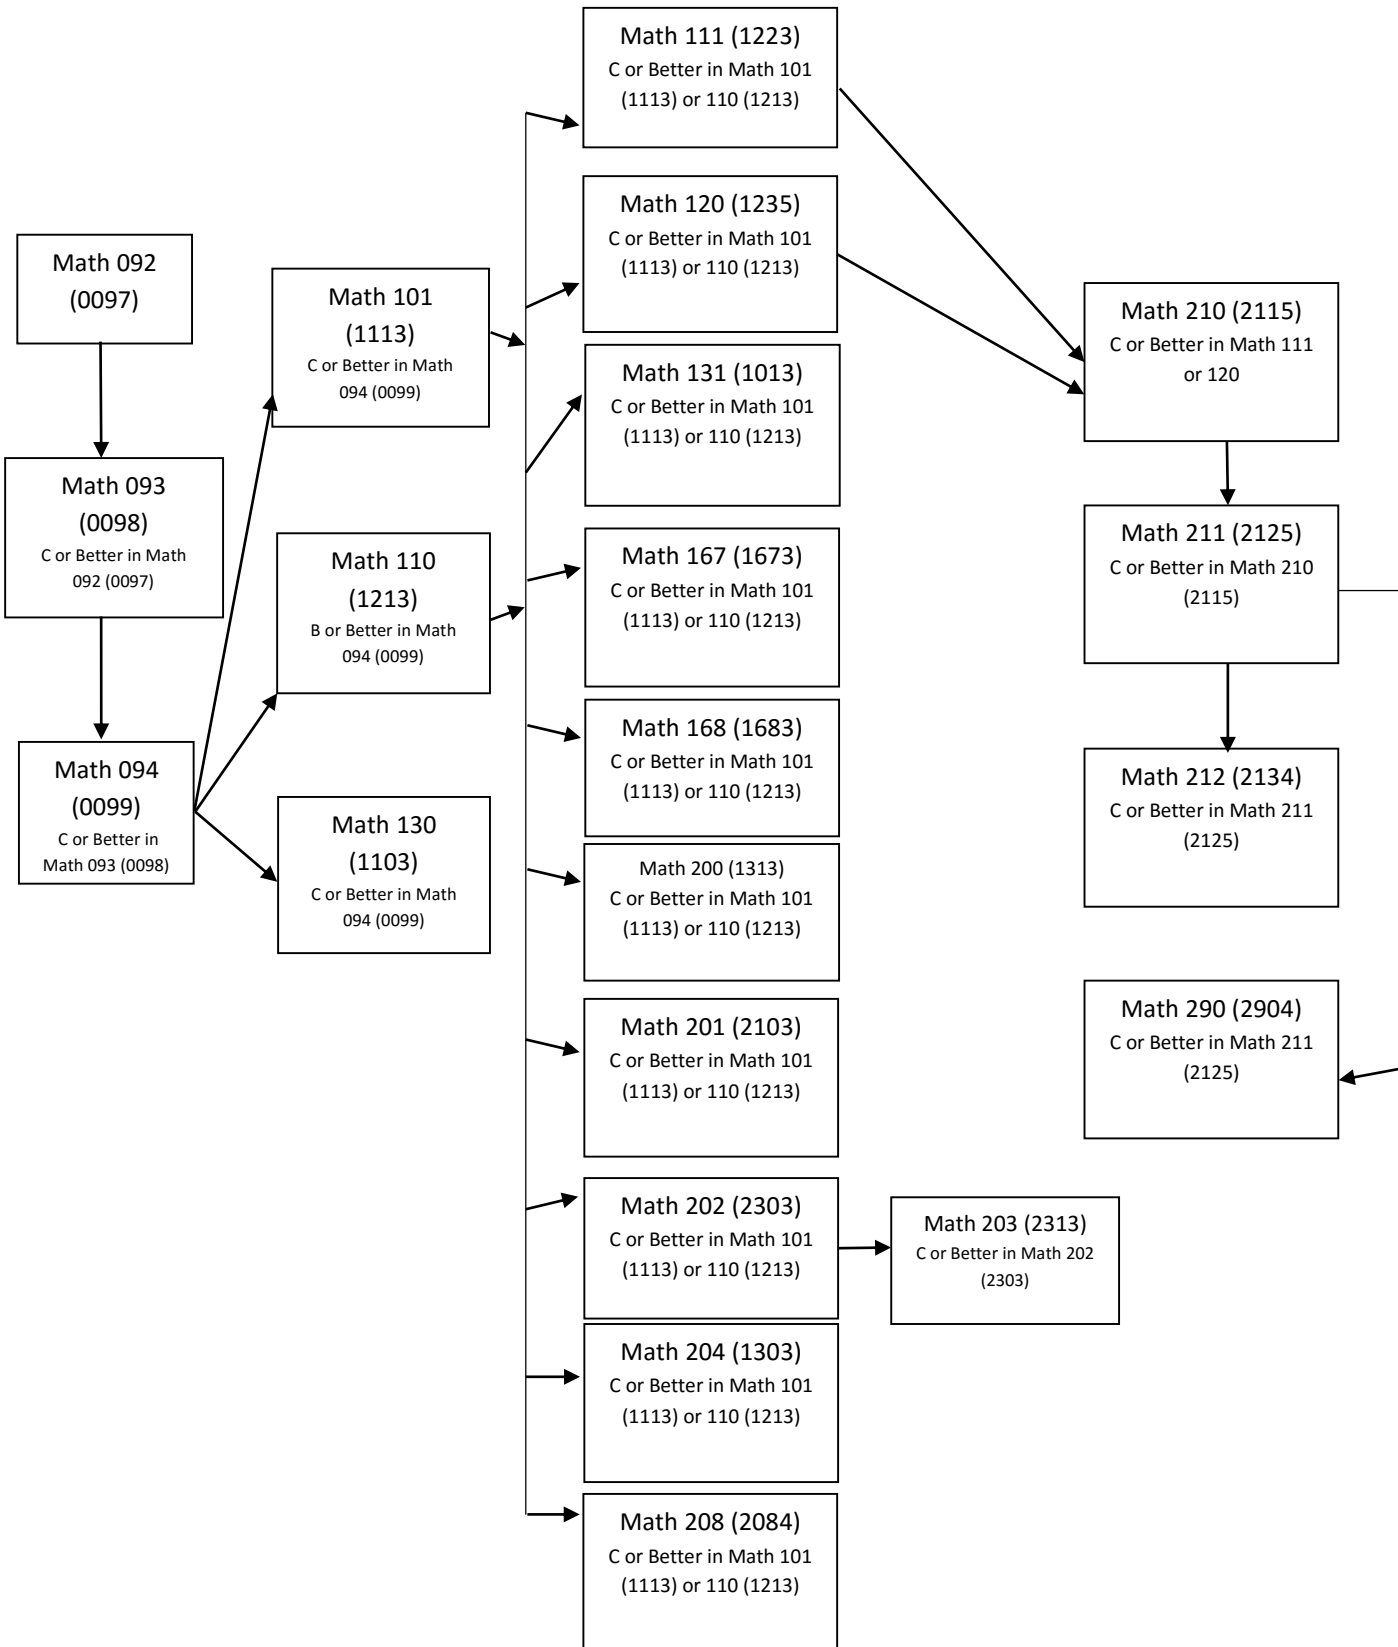 Math 092
(0097)
Math 093
(0098)
C or Better in Math
092 (0097)
Math 094
(0099)
C or Better in
Math 093 (0098)
Math 101
(1113)
C or Better in Math
094 (0099)
Math 110
(1213)
B or Better in Math
094 (0099)
Math 130
(1103)
C or Better in Math
094 (0099)
Math 111 (1223)
C or Better in Math 101
(1113) or 110 (1213)
Math 120 (1235)
C or Better in Math 101
(1113) or 110 (1213)
Math 131 (1013)
C or Better in Math 101
(1113) or 110 (1213)
Math 167 (1673)
C or Better in Math 101
(1113) or 110 (1213)
Math 168 (1683)
C or Better in Math 101
(1113) or 110 (1213)
Math 200 (1313)
C or Better in Math 101
(1113) or 110 (1213)
Math 201 (2103)
C or Better in Math 101
(1113) or 110 (1213)
Math 202 (2303)
C or Better in Math 101
(1113) or 110 (1213)
Math 204 (1303)
C or Better in Math 101
(1113) or 110 (1213)
Math 208 (2084)
C or Better in Math 101
(1113) or 110 (1213)
Math 203 (2313)
C or Better in Math 202
(2303)
Math 210 (2115)
C or Better in Math 111
or 120
Math 211 (2125)
C or Better in Math 210
(2115)
Math 212 (2134)
C or Better in Math 211
(2125)
Math 290 (2904)
C or Better in Math 211
(2125)